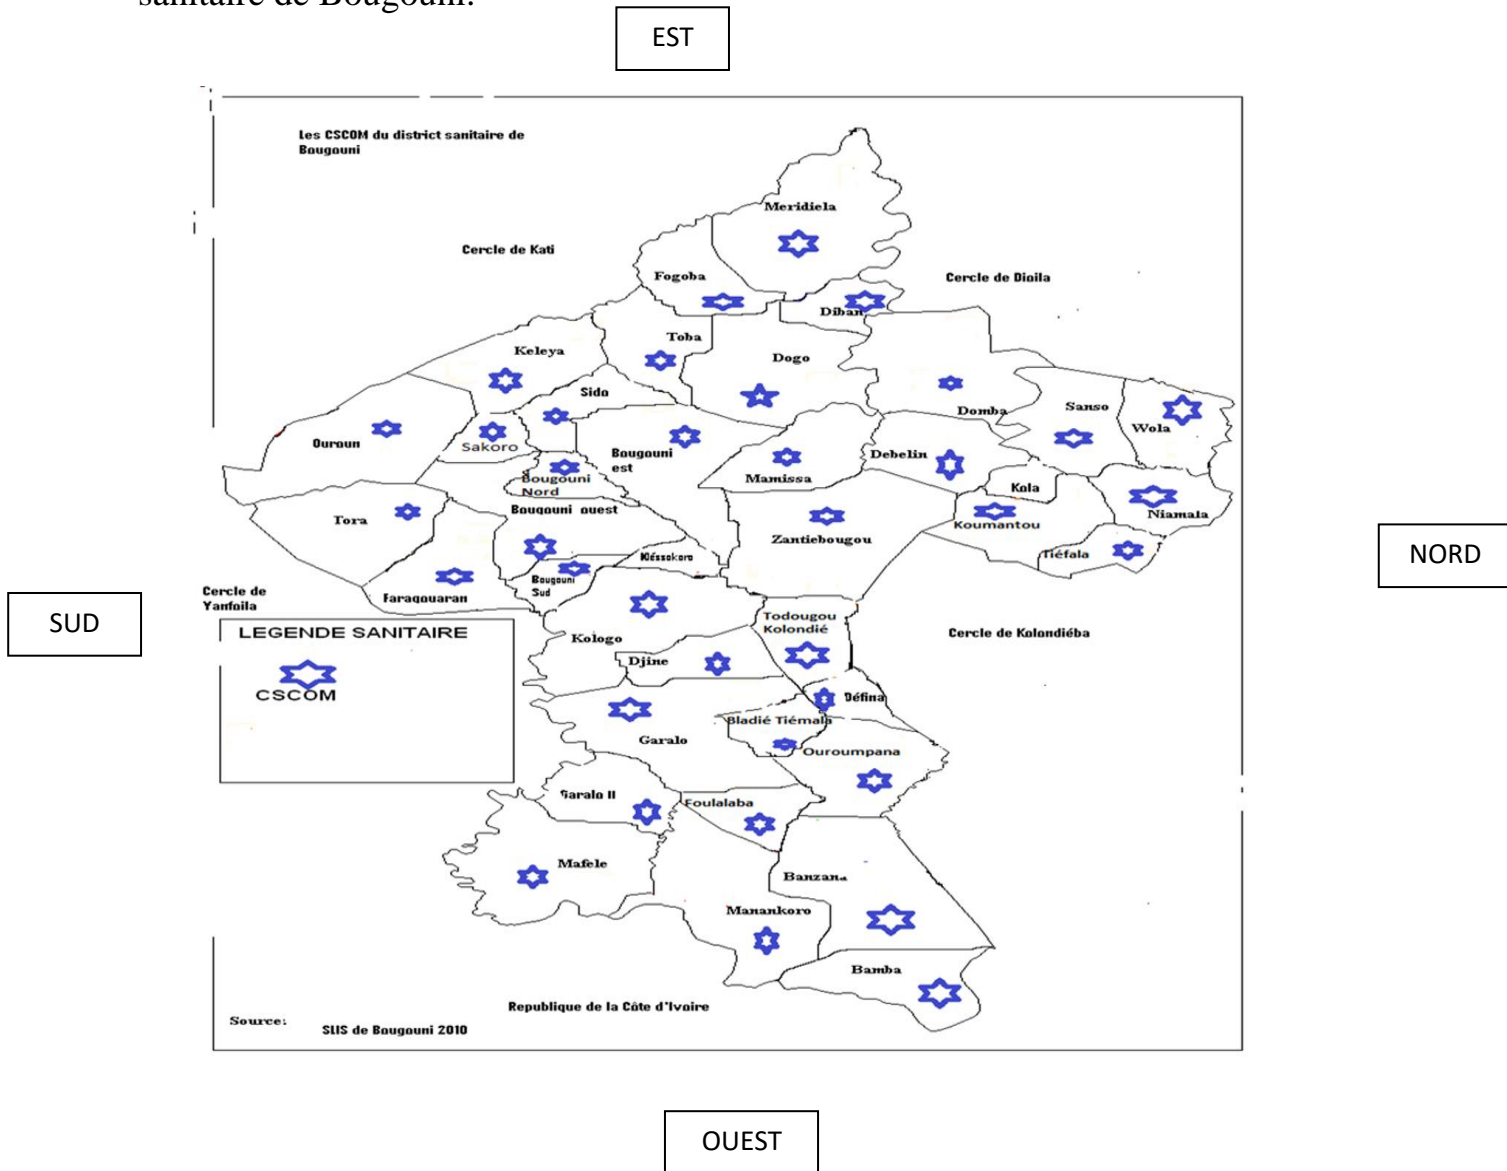 sanitaire de Bougouni.
EST
Les CSCOM du district sanitaire de
Bougouni
Meridiela
Cercle de Kati
Fogoba
Cercle de Dioila
Diban
Toba
Keleya
Dogo
Sido
Domba
Sanso
Wola
Ouroun
Sakoro
Bougouni
est
Debelin
Mamissa
Bougouni
Nord
Kola
Tora
Bougouni ouest
Koumantou
Niamala
Zantiebougou
Tiéfala
NORD
Kléssokoro
Bougouni
Sud
Cercle de
Yanfoila
Faragouaran
SUD
LEGENDE SANITAIRE
CSCOM
Todougou
Kolondié
Cercle de Kolondiéba
Kologo
Djine
Défina
Bladié Tiémala
Garalo
Ouroumpana
Garalo II
Foulalaba
Mafele
Banzana
Manankoro
Bamba
Republique de la Côte d'Ivoire
Source:
SLIS de Bougouni 2010
OUEST